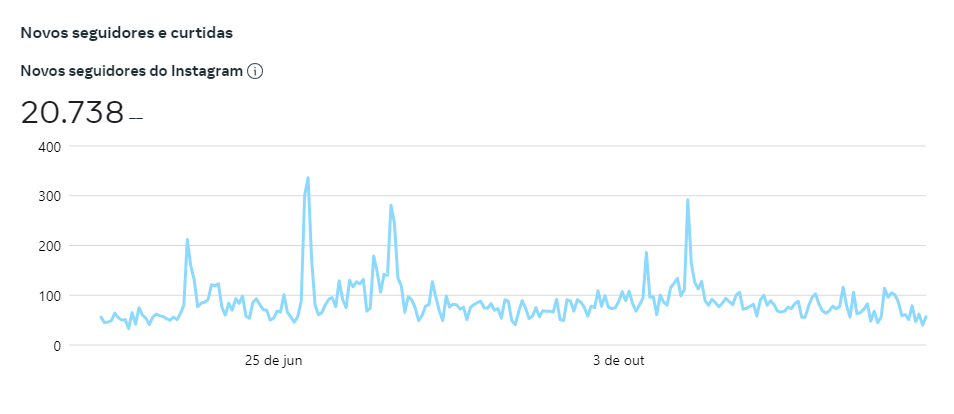 Novos seguidores e curtidas
Novos seguidores do Instagram
20.738 --
400
300
200
100
0
25 de jun
3 de out